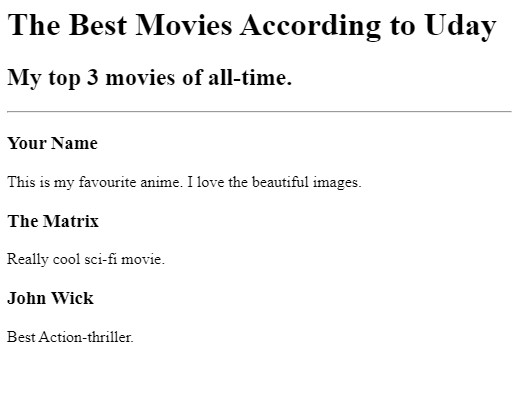 The Best Movies According to Uday
My top 3 movies of all-time.
Your Name
This is my favourite anime. I love the beautiful images.
The Matrix
Really cool sci-fi movie.
John Wick
Best Action-thriller.